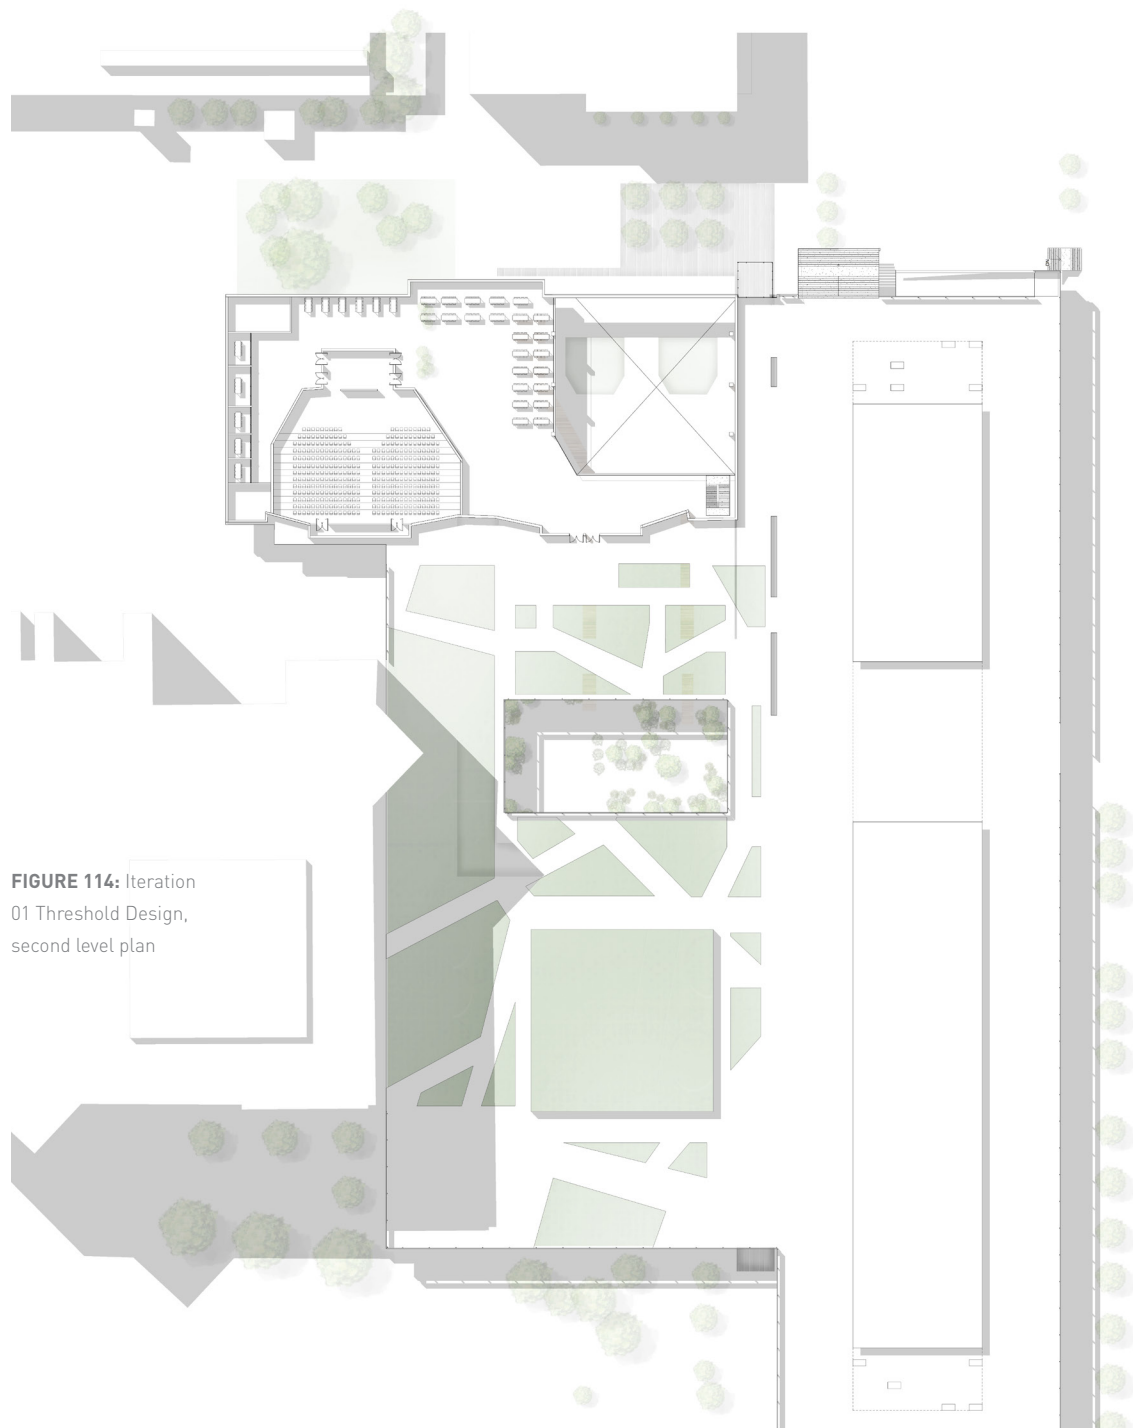 FIGURE 114: Iteration
01 Threshold Design,
second level plan